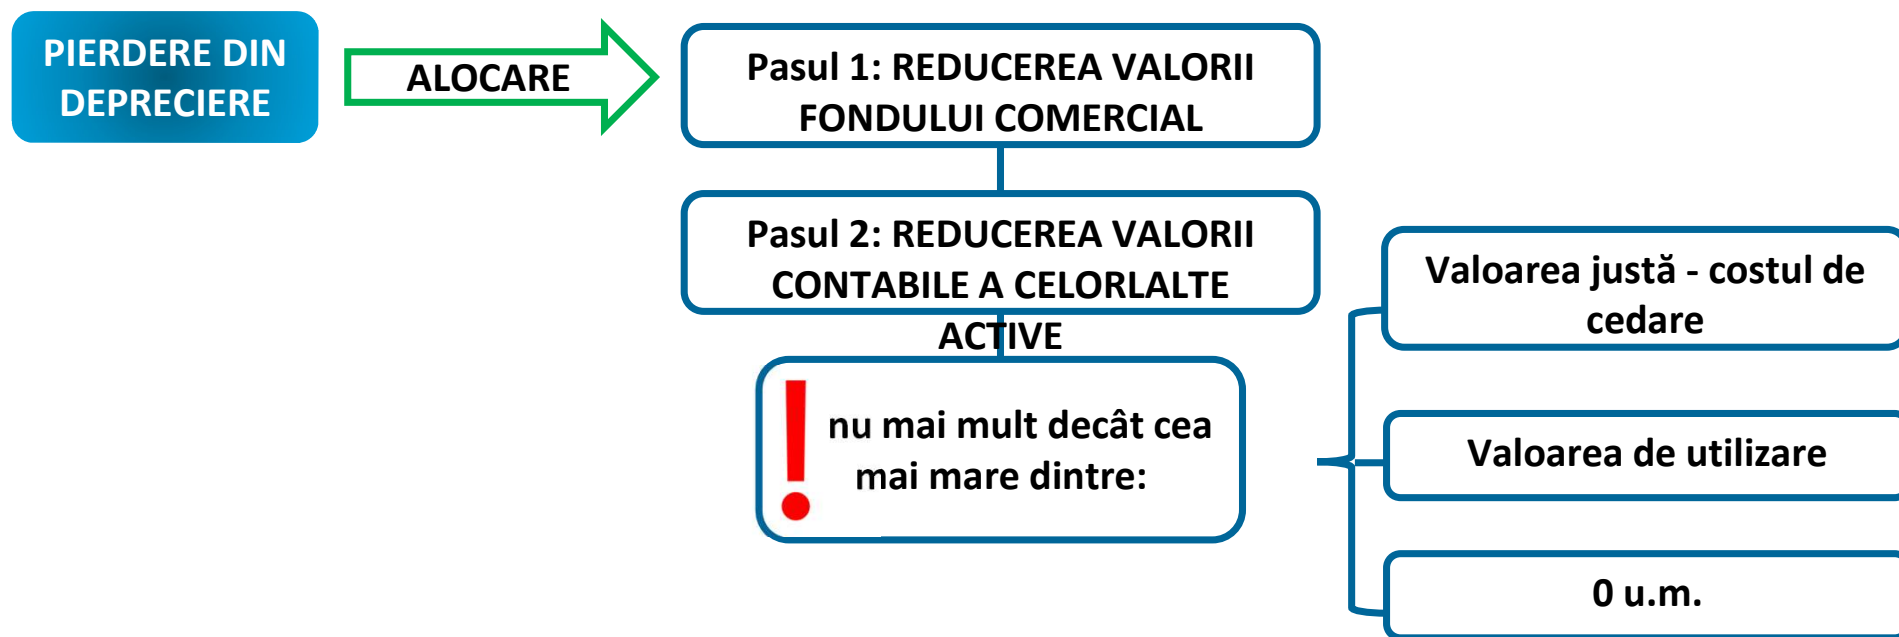 PIERDERE DIN
DEPRECIERE
ALOCARE
Pasul 1: REDUCEREA VALORII
FONDULUI COMERCIAL
Pasul 2: REDUCEREA VALORII
CONTABILE A CELORLALTE
ACTIVE
! nu mai mult decât cea
mai mare dintre:
Valoarea justă - costul de
cedare
Valoarea de utilizare
0 u.m.